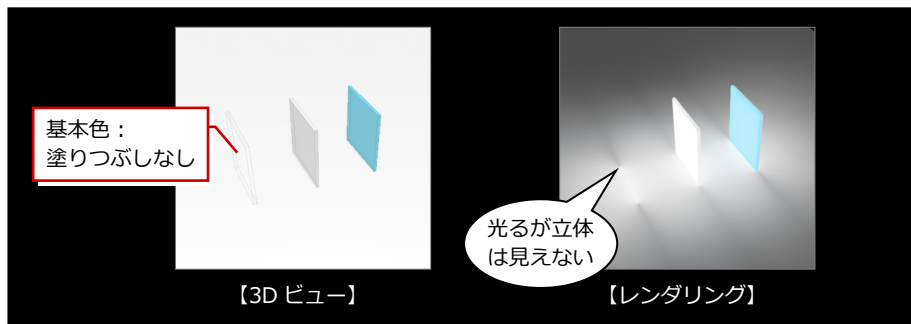 基本色：
塗りつぶしなし
光るが立体
は見えない
【3D ビュー】
【レンダリング】